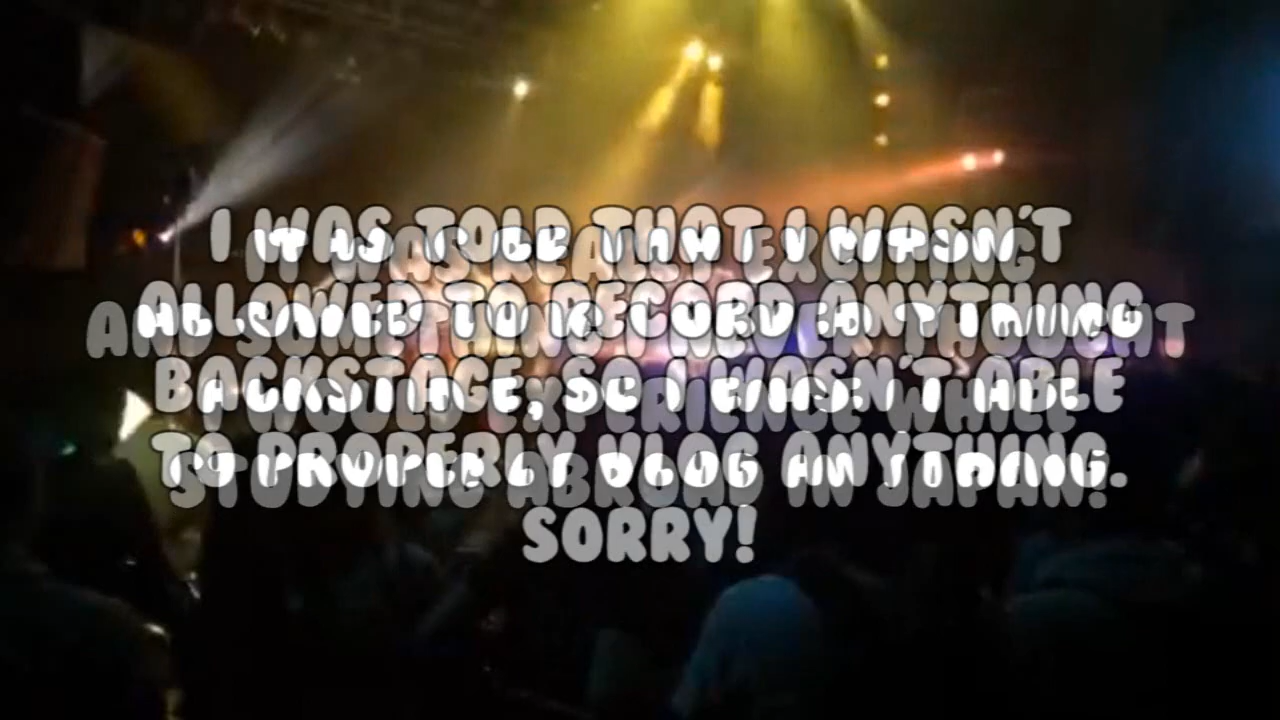 I WAS TOLD THAT I WASN'T
ALLOWED TO RECORD ANYTHING
BACKSTAGE, SO I WASN'T ABLE
TO PROPERLY VLOG ANYTHING.
SORRY!
IT WAS REALLY EXCITING
AND SOMETHING I NEVER THOUGHT
I WOULD EXPERIENCE WHILE
STUDYING ABROAD IN JAPAN!